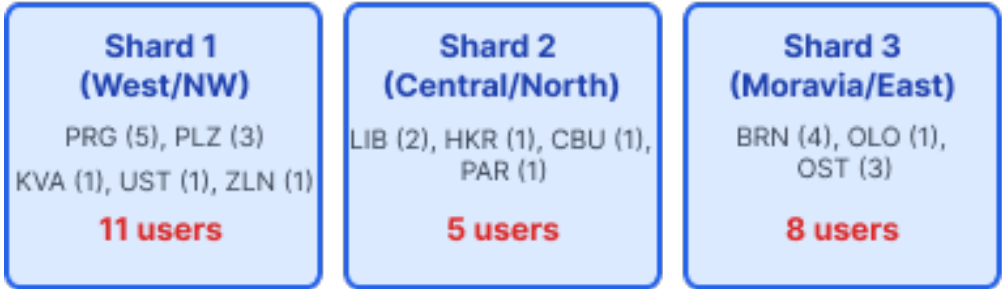 Shard 1
(West/NW)
PRG (5), PLZ (3)
KVA (1), UST (1), ZLN (1)
11 users
Shard 2
(Central/North)
LIB (2), HKR (1), CBU (1),
PAR (1)
5 users
Shard 3
(Moravia/East)
BRN (4), OLO (1),
OST (3)
8 users